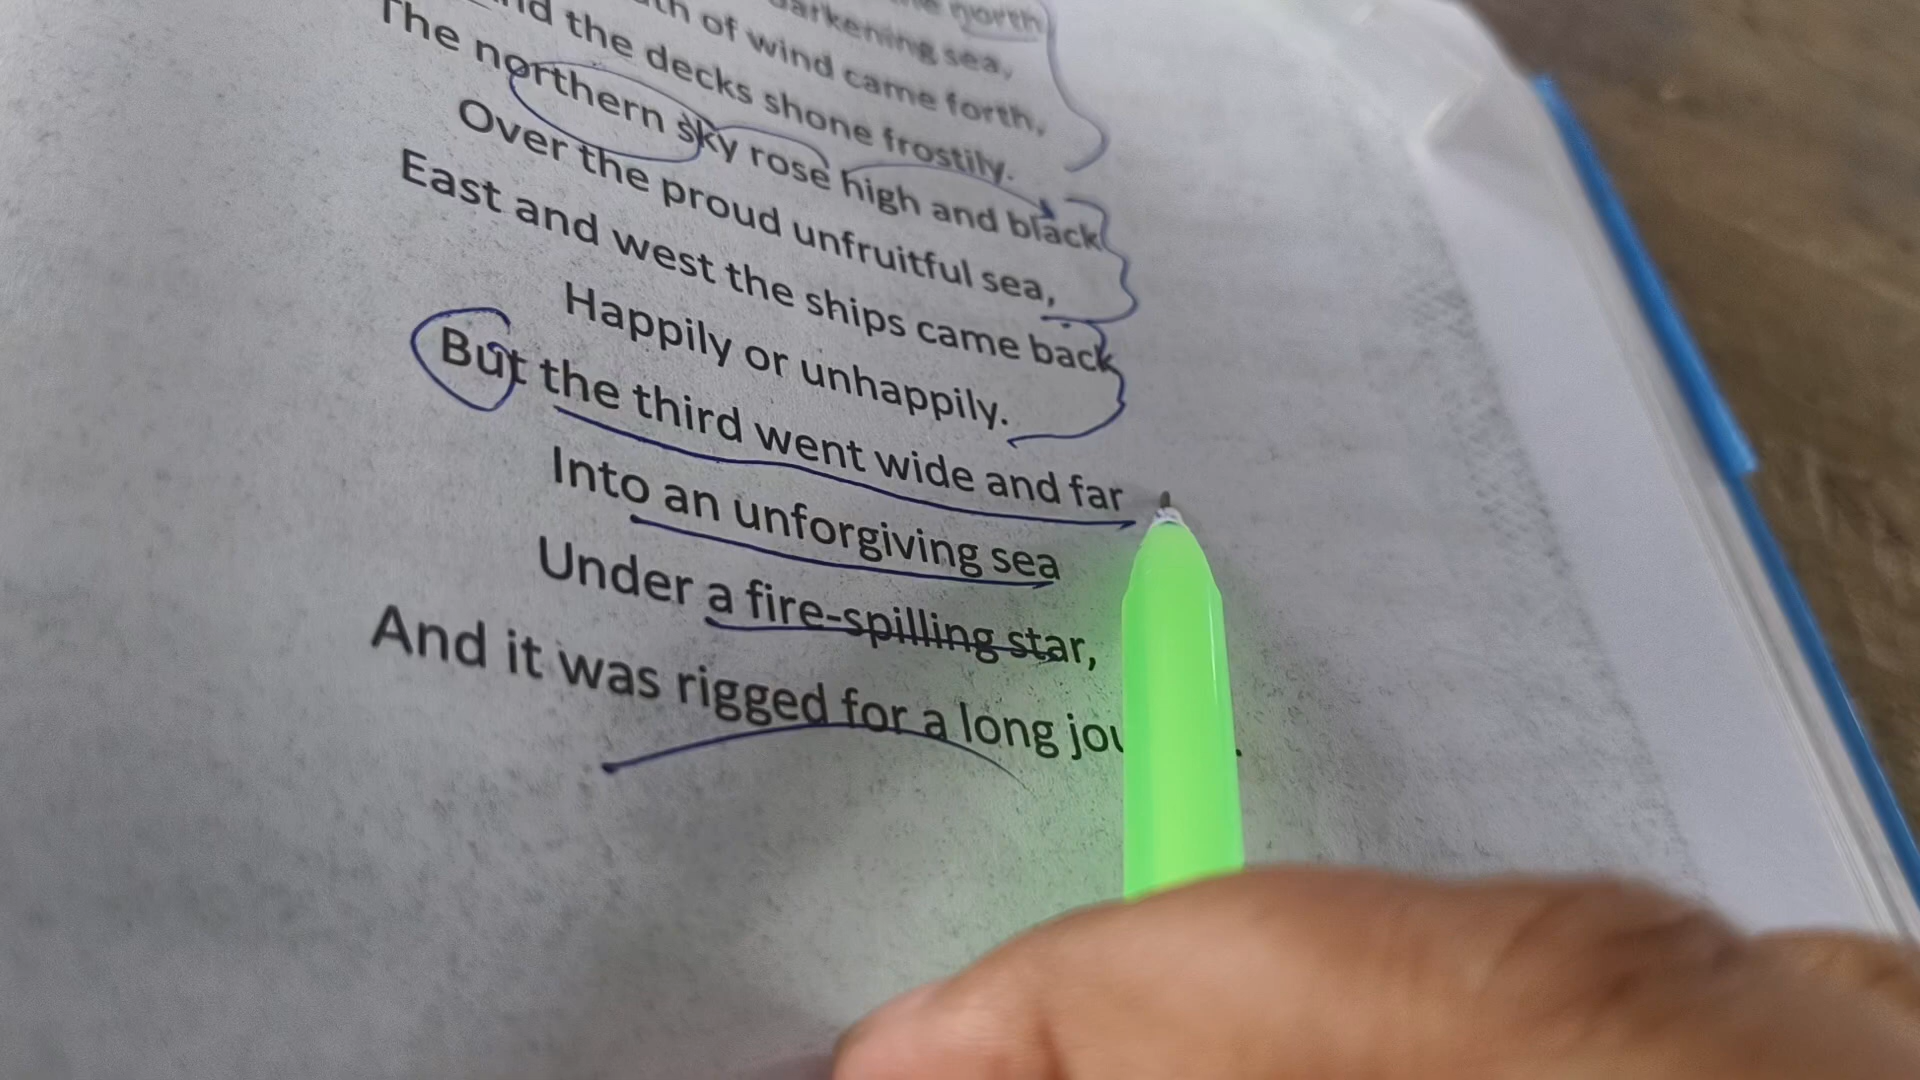 north
darkening sea,
th of wind came forth,
nd the decks shone frostily.
The northern sky rose high and black
Over the proud unfruitful sea,
East and west the ships came back
Happily or unhappily.
But the third went wide and far
Into an unforgiving sea
Under a fire-spilling star,
And it was rigged for a long jou